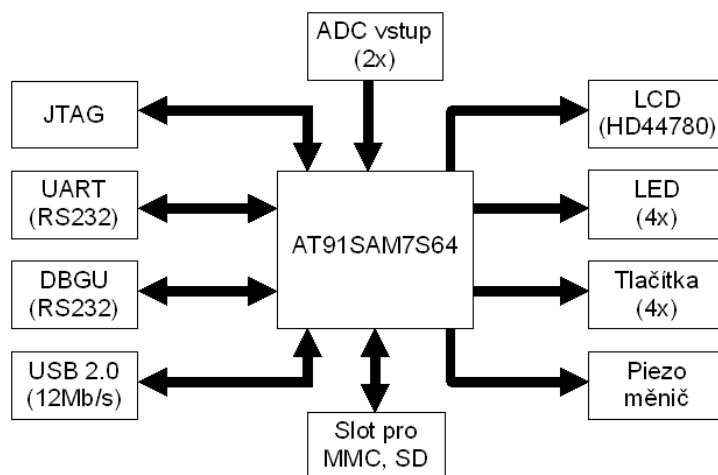 ADC vstup
(2x)
JTAG
LCD
(HD44780)
UART
(RS232)
AT91SAM7S64
LED
(4x)
DBGU
(RS232)
Tlačítka
(4x)
USB 2.0
(12Mb/s)
Slot pro
MMC, SD
Piezo
měnič